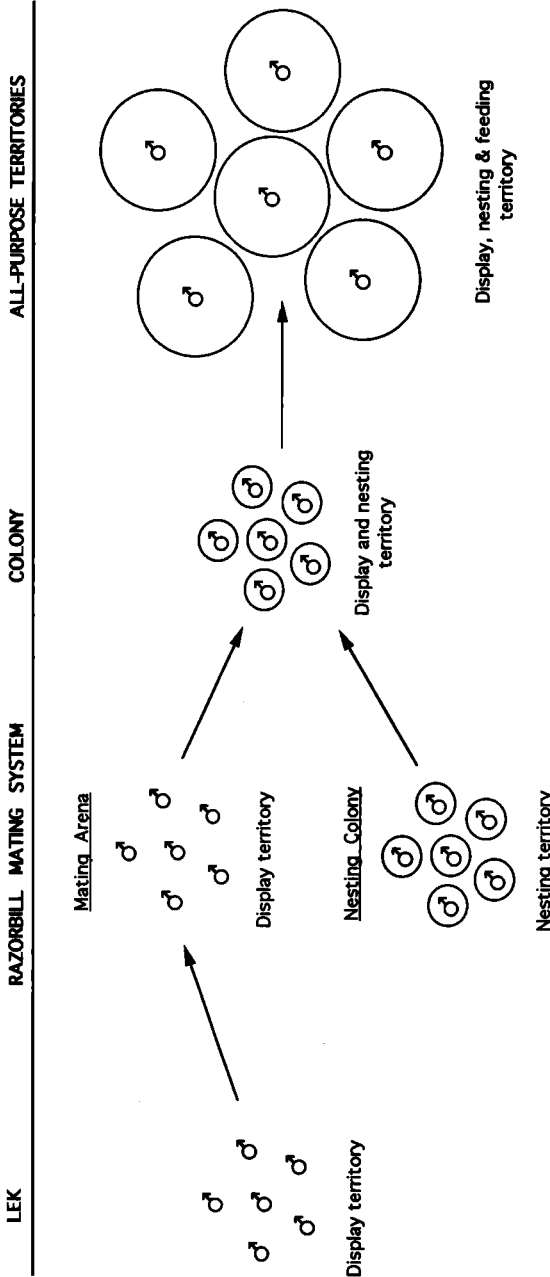 LEK
RAZORBILL MATING SYSTEM
COLONY
ALL-PURPOSE TERRITORIES
Mating Arena
Display territory
Nesting Colony
Nesting territory
Display territory
Display and nesting
territory
Display, nesting & feeding
territory